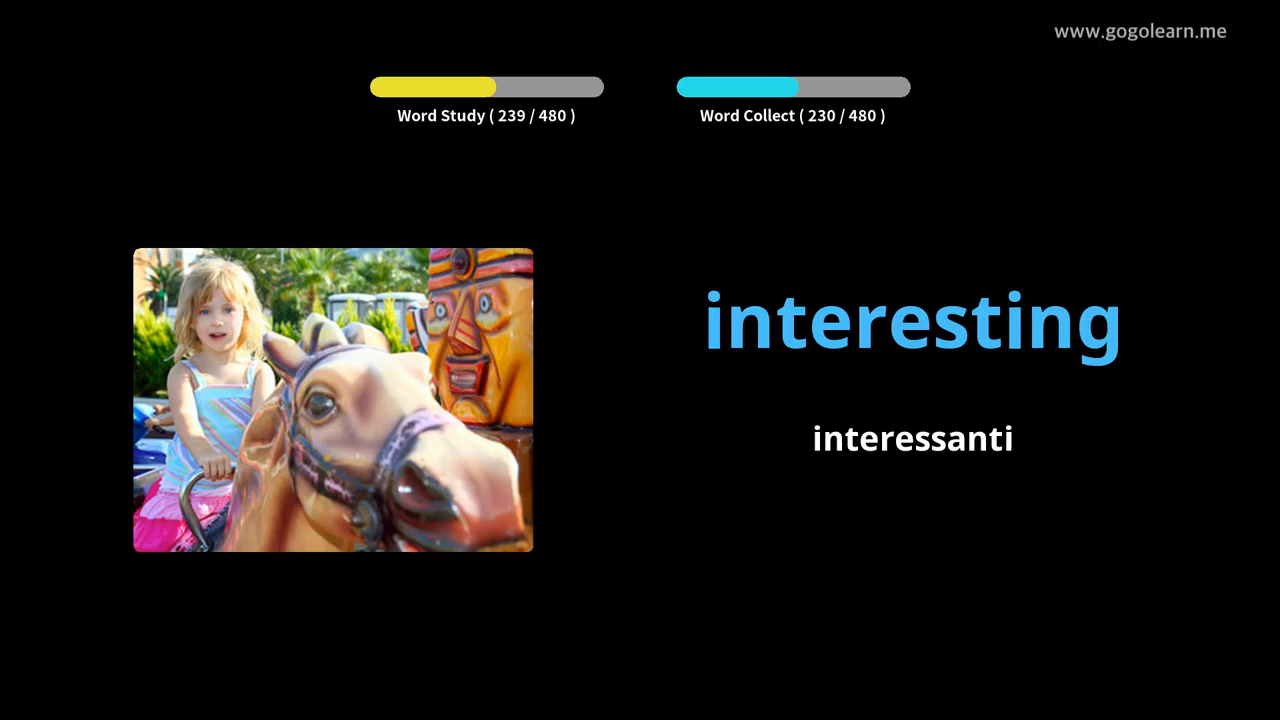 www.gogolearn.me
Word Study ( 239 / 480 )
Word Collect ( 230 / 480 )
interesting
interessanti